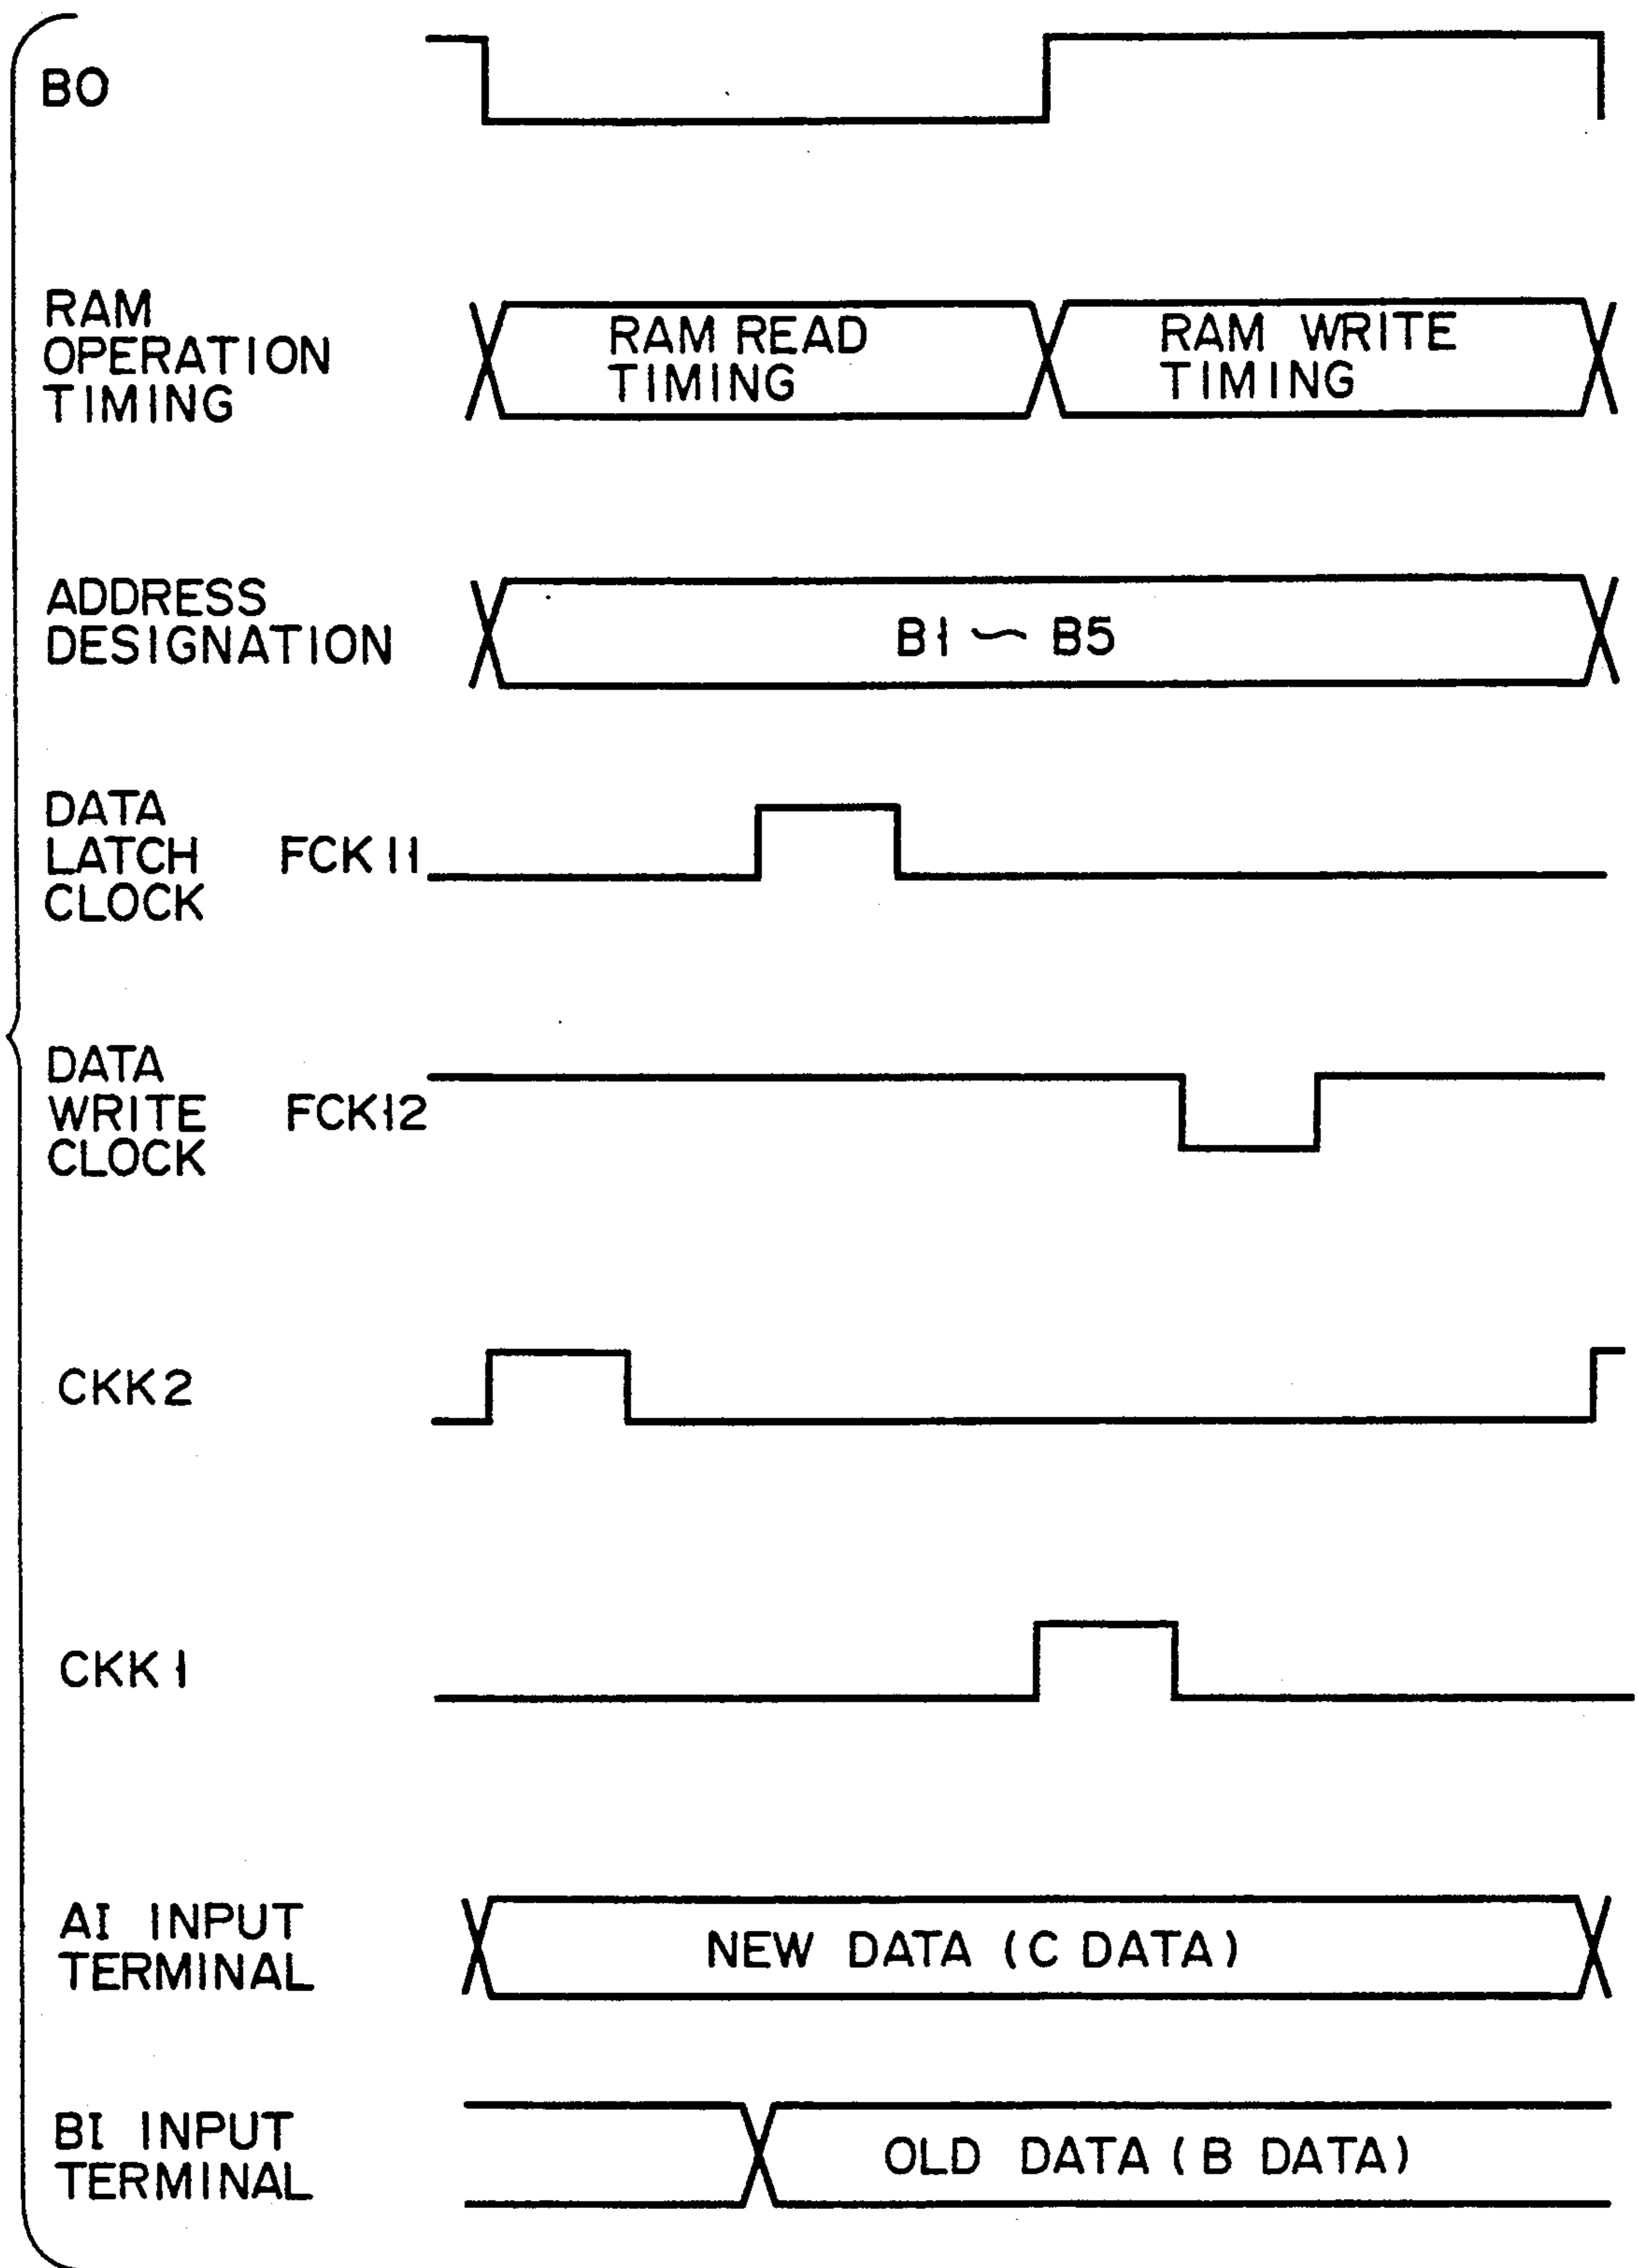 BO
RAM
OPERATION
TIMING
RAM READ
TIMING
RAM WRITE
TIMING
ADDRESS
DESIGNATION
B1 ~ B5
DATA
LATCH
CLOCK
FCK11
DATA
WRITE
CLOCK
FCK12
CKK2
CKK1
AI INPUT
TERMINAL
NEW DATA (C DATA)
BI INPUT
TERMINAL
OLD DATA (B DATA)